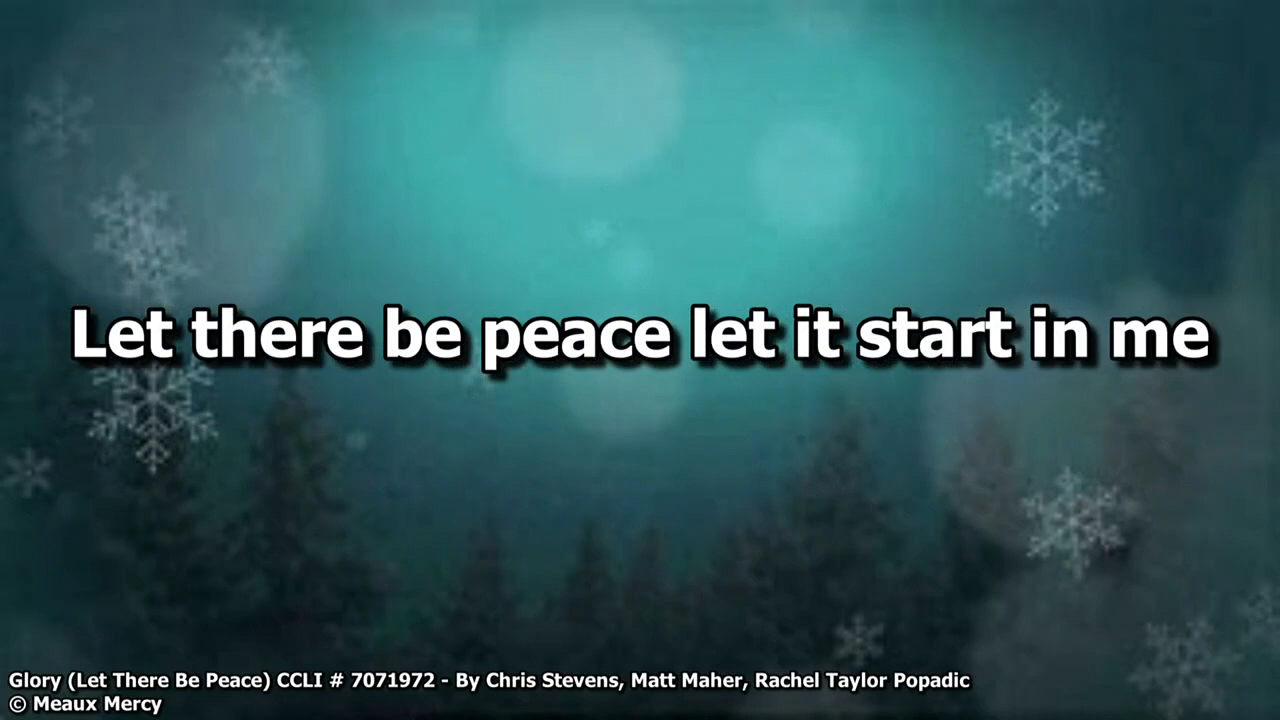 Let there be peace let it start in me
Glory (Let There Be Peace) CCLI # 7071972 - By Chris Stevens, Matt Maher, Rachel Taylor Popadic
© Meaux Mercy